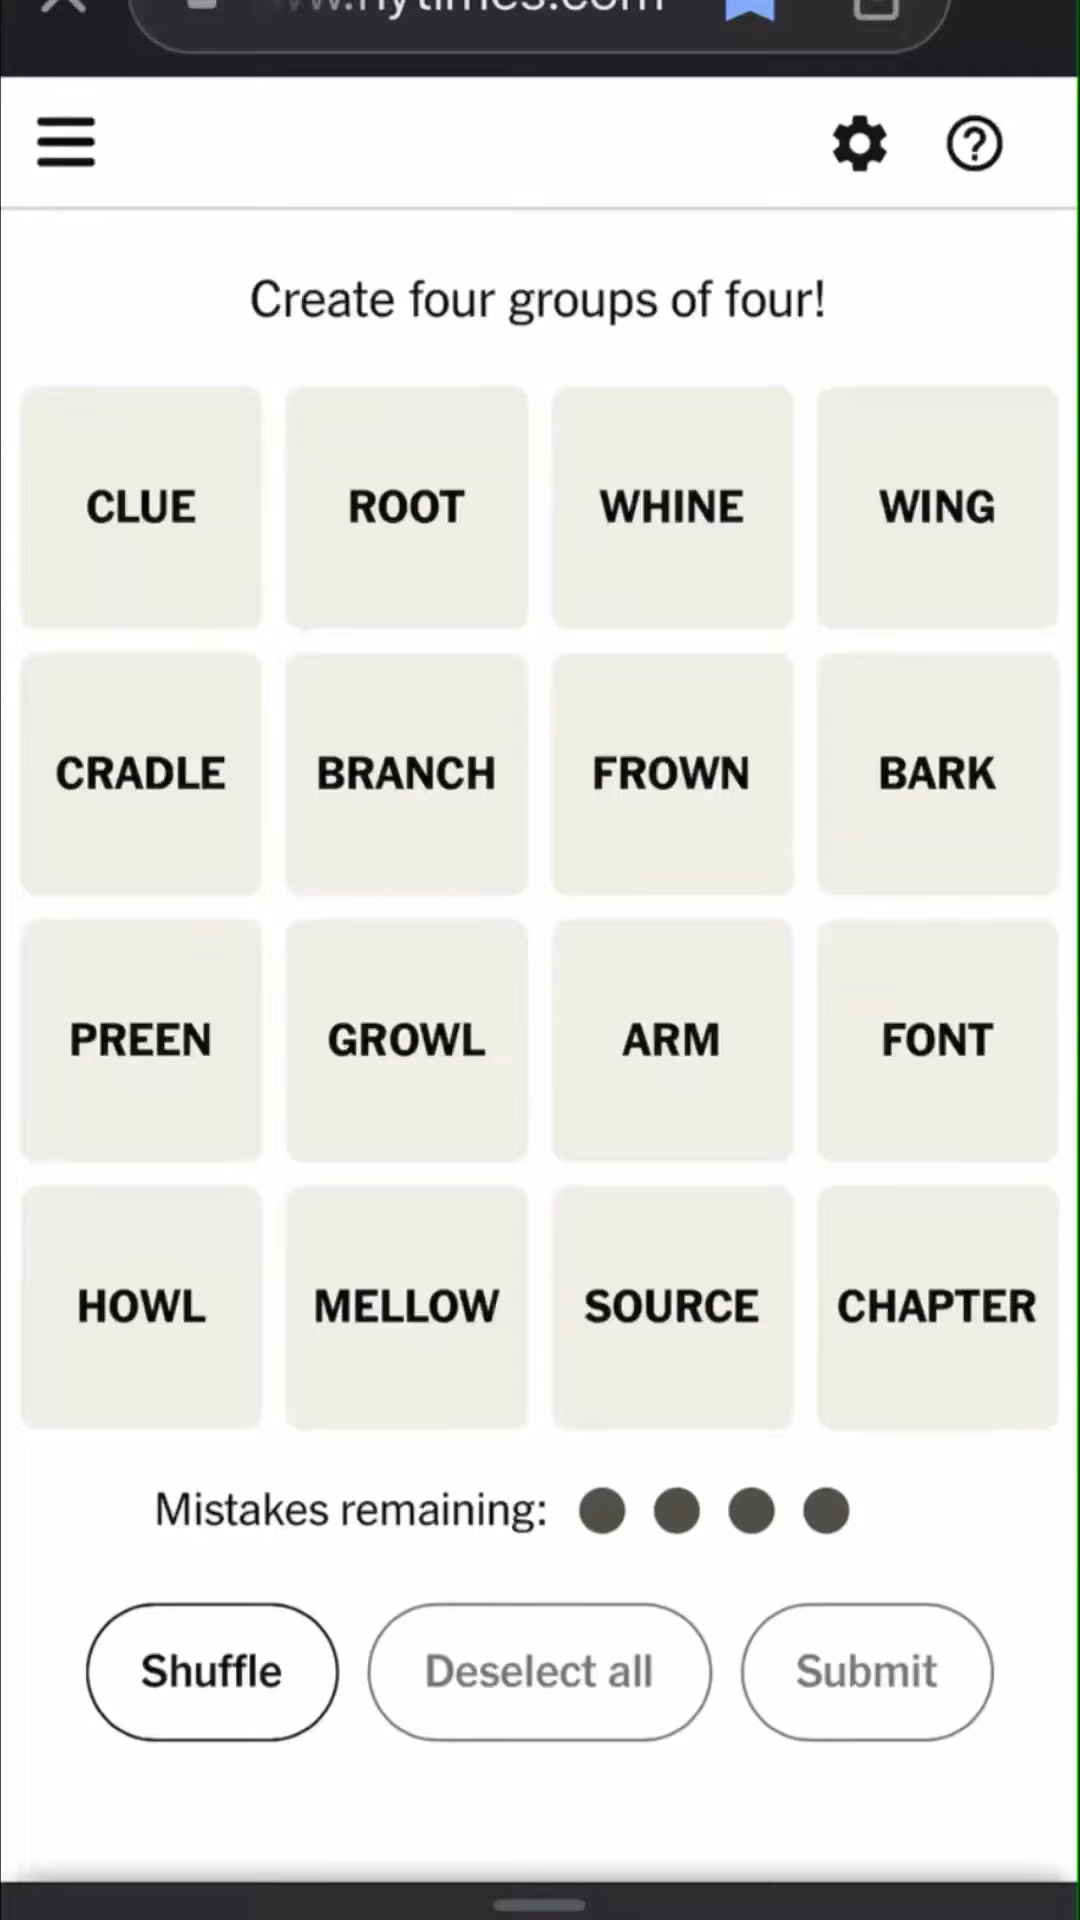 Create four groups of four!
CLUE ROOT WHINE WING
CRADLE BRANCH FROWN BARK
PREEN GROWL ARM FONT
HOWL MELLOW SOURCE CHAPTER
Mistakes remaining:
Shuffle Deselect all Submit